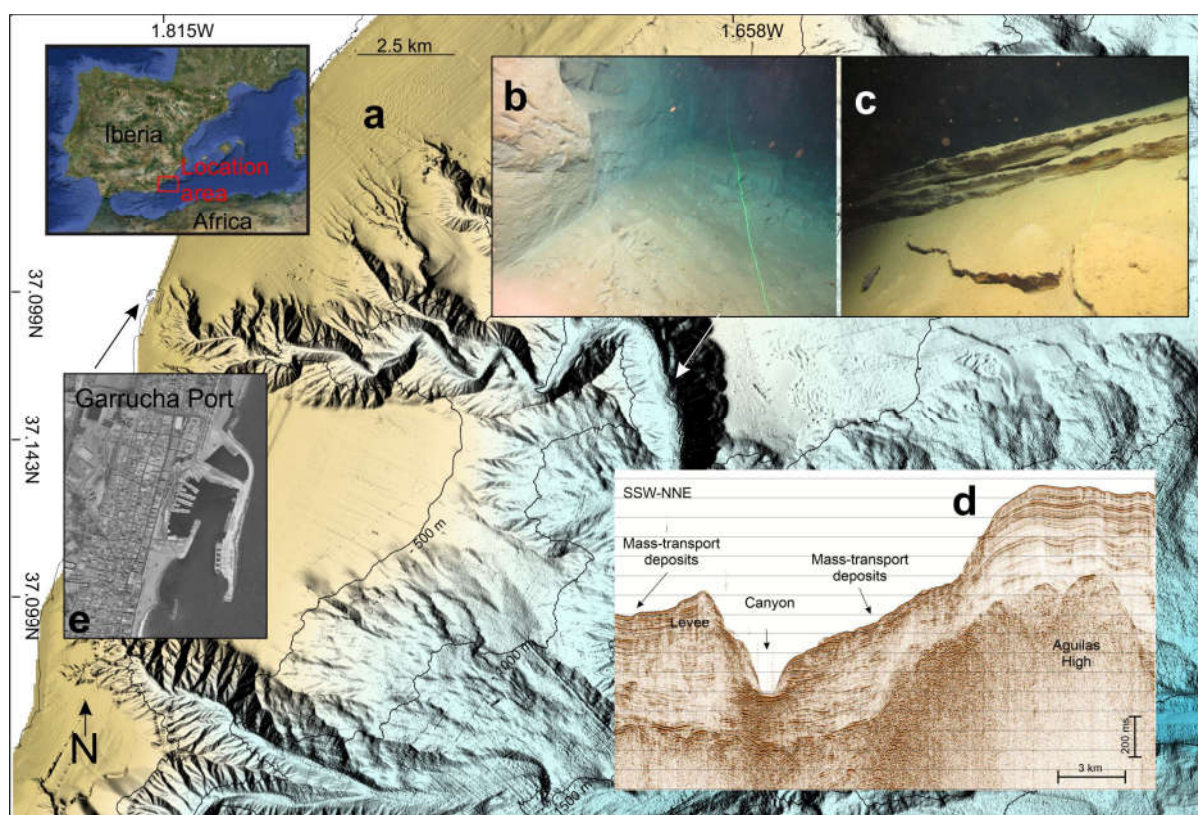 1.815W
1.658W
2.5 km
Iberia
Location
area
Africa
a
b
c
37.099N
Garrucha Port
e
37.143N
37.099N
- 500 m
1000 m
1500 m
N
SSW-NNE
d
Mass-transport
deposits
Mass-transport
deposits
Canyon
Levee
Aguilas
High
200 ms
3 km